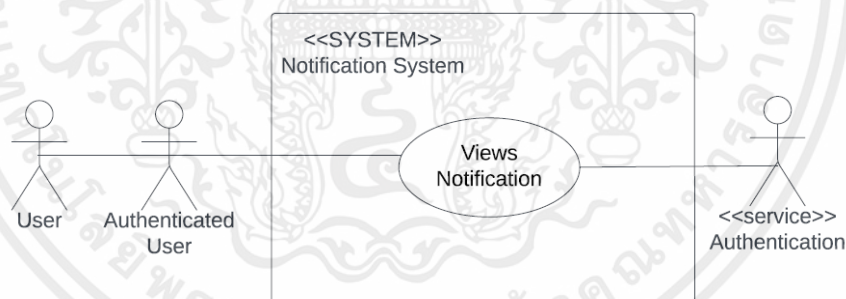 <<SYSTEM>>
Notification System
Views
Notification
User
Authenticated
User
<<service>>
Authentication